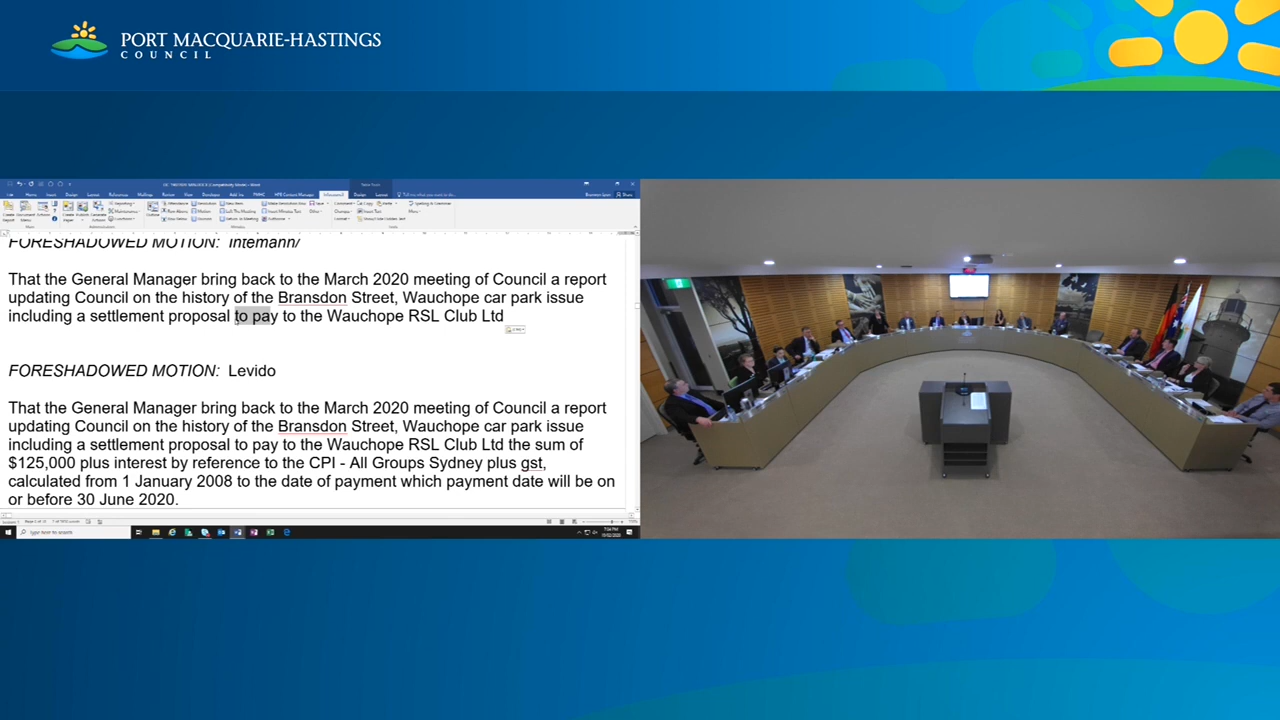 PORT MACQUARIE-HASTINGS
COUNCIL
FORESHADOWED MOTION: Intemann/
That the General Manager bring back to the March 2020 meeting of Council a report
updating Council on the history of the Bransdon Street, Wauchope car park issue
including a settlement proposal to pay to the Wauchope RSL Club Ltd
FORESHADOWED MOTION: Levido
That the General Manager bring back to the March 2020 meeting of Council a report
updating Council on the history of the Bransdon Street, Wauchope car park issue
including a settlement proposal to pay to the Wauchope RSL Club Ltd the sum of
$125,000 plus interest by reference to the CPI - All Groups Sydney plus gst,
calculated from 1 January 2008 to the date of payment which payment date will be on
or before 30 June 2020.
Type here to search